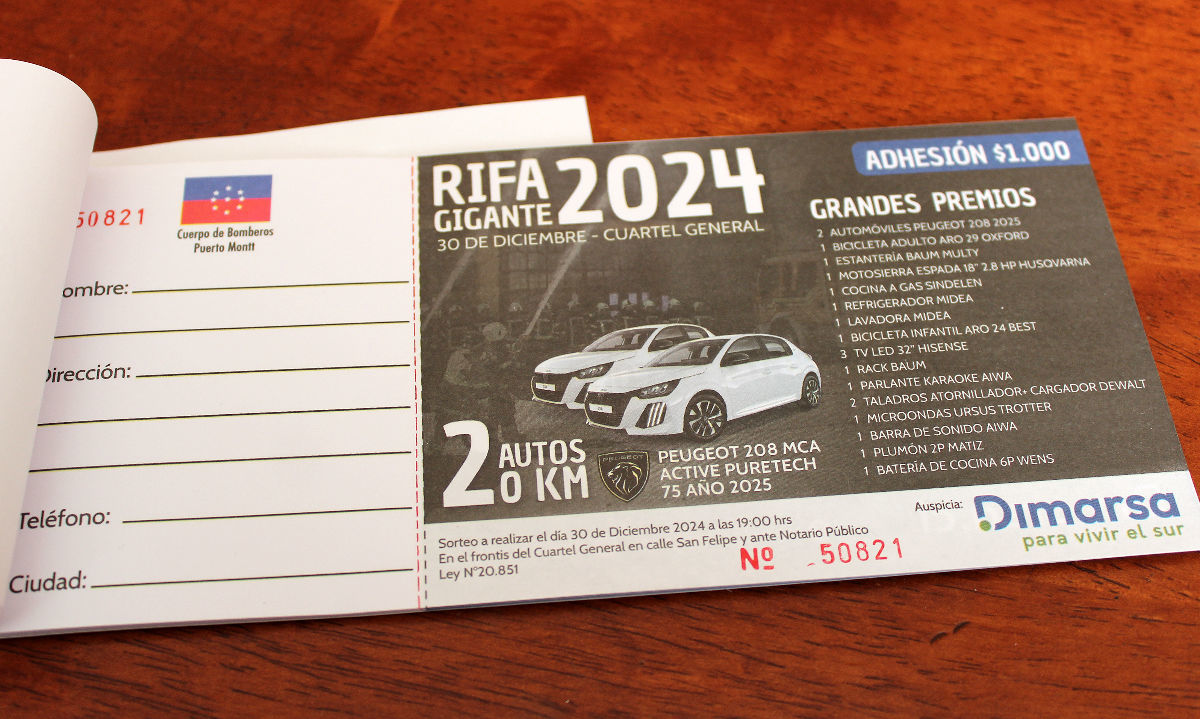 50821
Cuerpo de Bomberos
Puerto Montt
ombre:
Dirección:
Teléfono:
Ciudad:
RIFA
GIGANTE 2024
30 DE DICIEMBRE - CUARTEL GENERAL
2 AUTOS
0 KM
PEUGEOT
PEUGEOT 208 MCA
ACTIVE PURETECH
75 AÑO 2025
ADHESIÓN $1.000
GRANDES PREMIOS
2 AUTOMÓVILES PEUGEOT 208 2025
1 BICICLETA ADULTO ARO 29 OXFORD
1 ESTANTERÍA BAUM MULTY
1 MOTOSIERRA ESPADA 18" 2.8 HP HUSQVARNA
1 COCINA A GAS SINDELEN
1 REFRIGERADOR MIDEA
1 LAVADORA MIDEA
1 BICICLETA INFANTIL ARO 24 BEST
3 TV LED 32" HISENSE
1 RACK BAUM
1 PARLANTE KARAOKE AIWA
2 TALADROS ATORNILLADOR+ CARGADOR DEWALT
1 MICROONDAS URSUS TROTTER
1 BARRA DE SONIDO AIWA
1 PLUMÓN 2P MATIZ
1 BATERÍA DE COCINA 6P WENS
Sorteo a realizar el día 30 de Diciembre 2024 a las 19:00 hrs
En el frontis del Cuartel General en calle San Felipe y ante Notario Público
Ley N°20.851
Nº 50821
Auspicia: Dimarsa
para vivir el sur